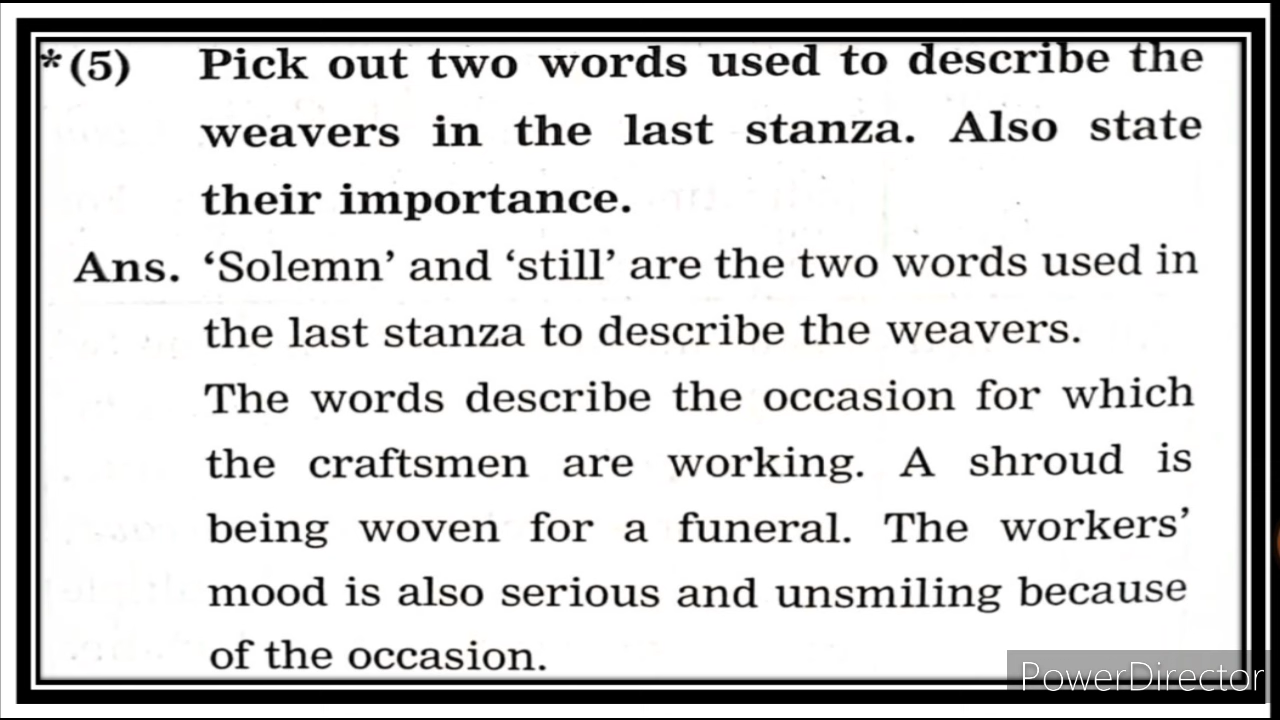 *(5) Pick out two words used to describe the
weavers in the last stanza. Also state
their importance.
Ans. ‘Solemn’ and ‘still’ are the two words used in
the last stanza to describe the weavers.
The words describe the occasion for which
the craftsmen are working. A shroud is
being woven for a funeral. The workers’
mood is also serious and unsmiling because
of the occasion.
PowerDirector